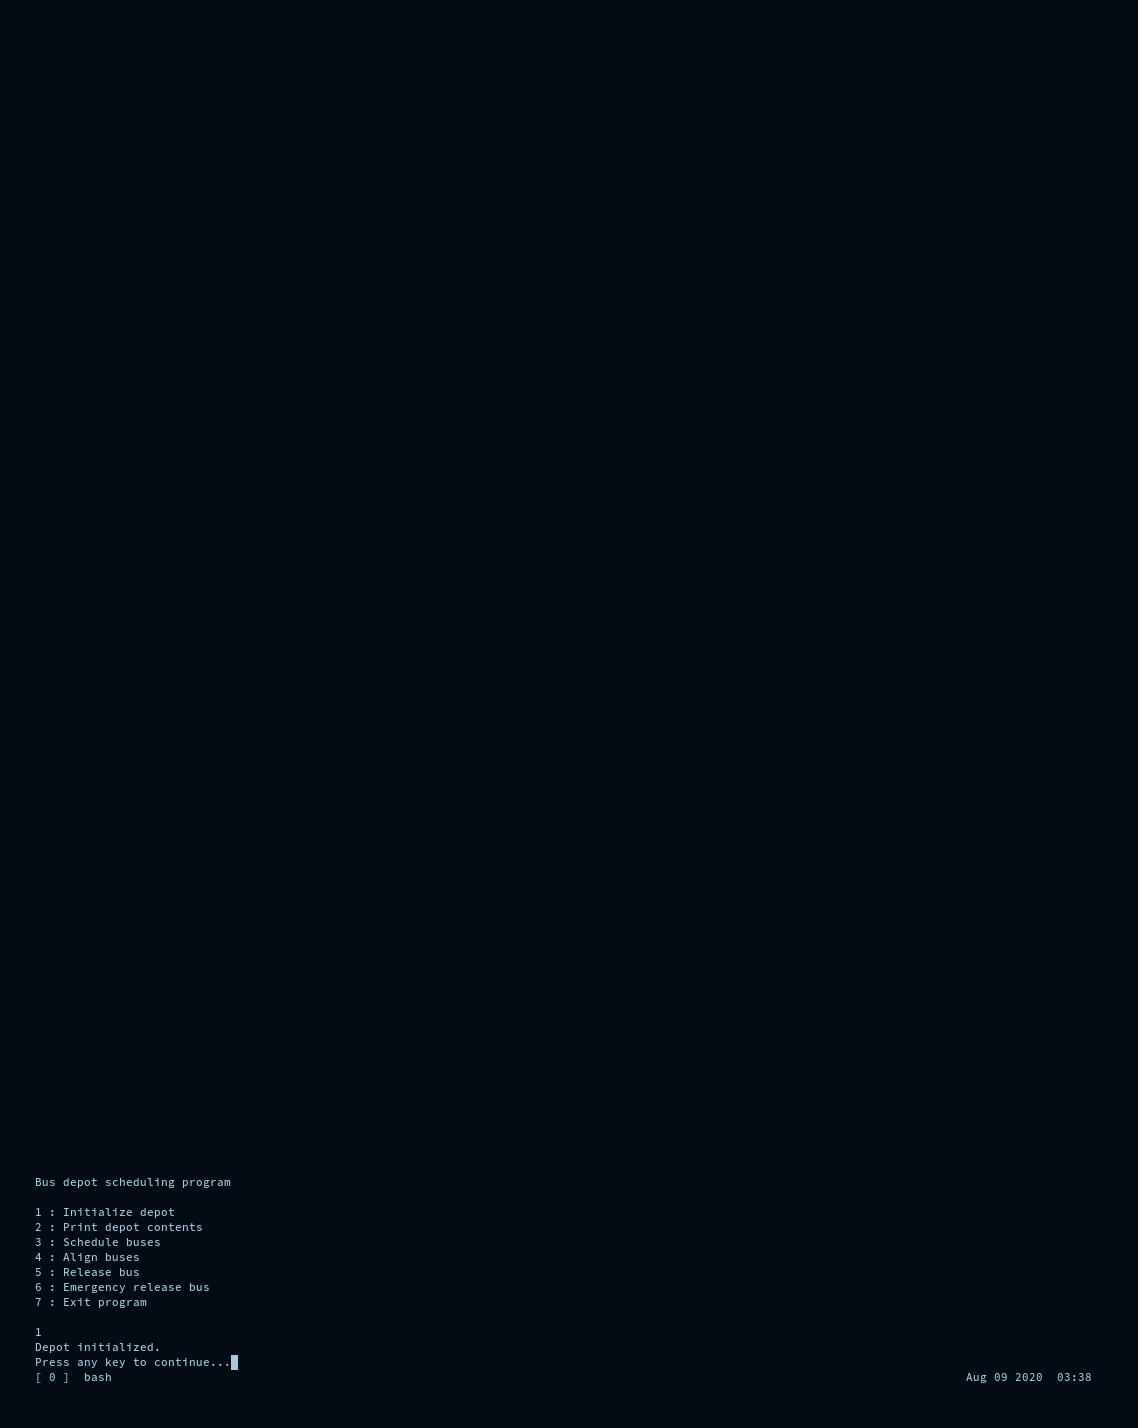 Bus depot scheduling program
1 : Initialize depot
2 : Print depot contents
3 : Schedule buses
4 : Align buses
5 : Release bus
6 : Emergency release bus
7 : Exit program
1
Depot initialized.
Press any key to continue...
[ 0 ]  bash Aug 09 2020  03:38